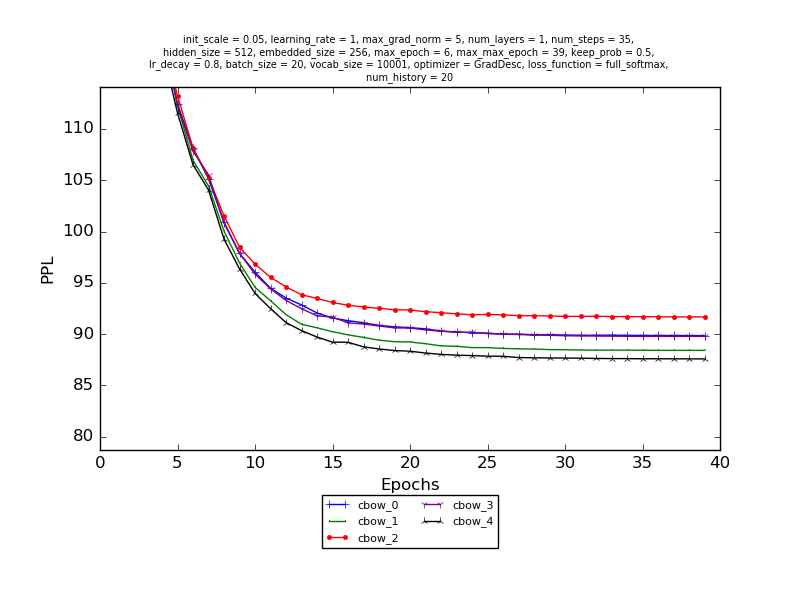 init_scale = 0.05, learning_rate = 1, max_grad_norm = 5, num_layers = 1, num_steps = 35,
hidden_size = 512, embedded_size = 256, max_epoch = 6, max_max_epoch = 39, keep_prob = 0.5,
lr_decay = 0.8, batch_size = 20, vocab_size = 10001, optimizer = GradDesc, loss_function = full_softmax,
num_history = 20
110
105
100
95
90
85
80
PPL
0 5 10 15 20 25 30 35 40
Epochs
cbow_0 cbow_3
cbow_1 cbow_4
cbow_2